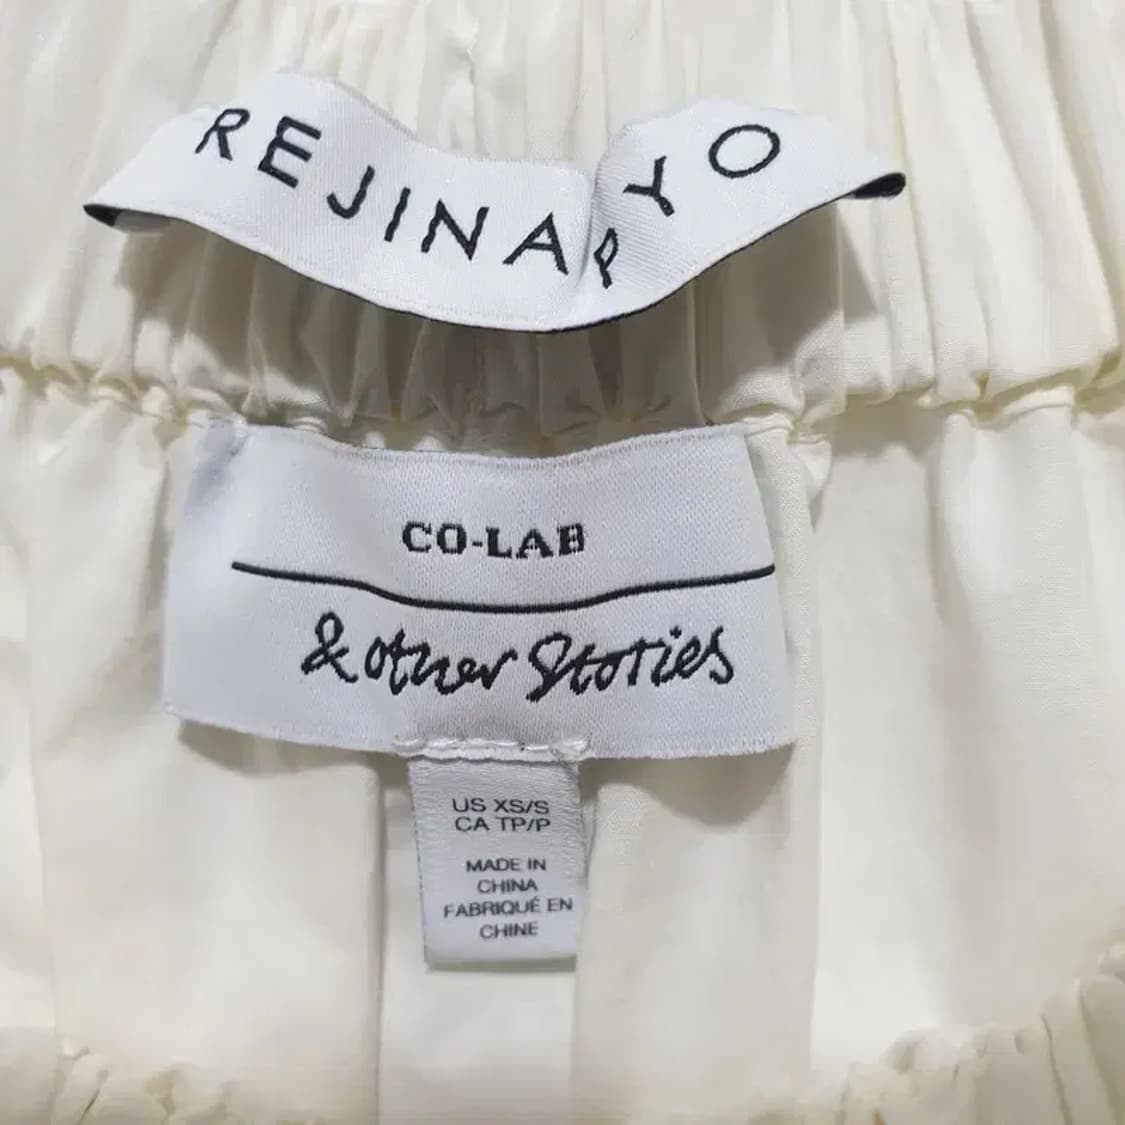 REJINA PYO
CO-LAB
& other Stories
US XS/S
CA TP/P
MADE IN
CHINA
FABRIQUÉ EN
CHINE